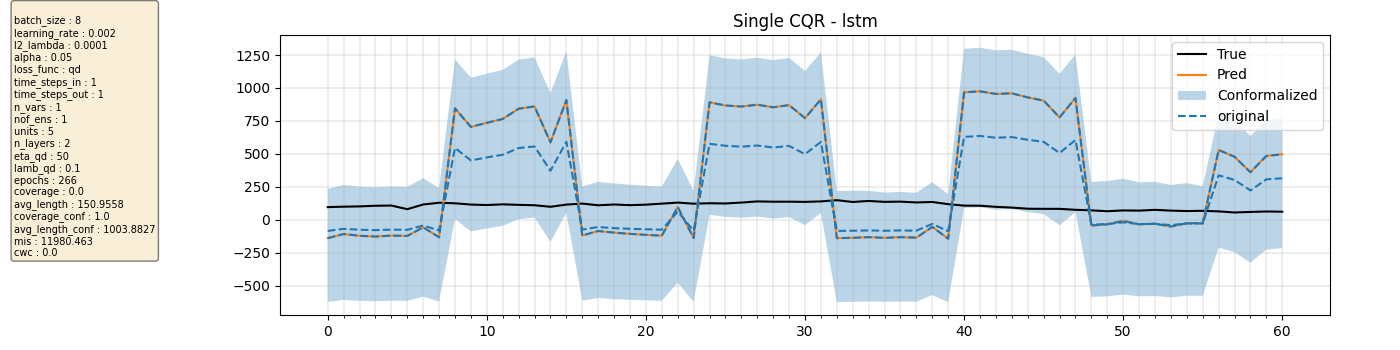 batch_size : 8
learning_rate : 0.002
l2_lambda : 0.0001
alpha : 0.05
loss_func : qd
time_steps_in : 1
time_steps_out : 1
n_vars : 1
nof_ens : 1
units : 5
n_layers : 2
eta_qd : 50
lamb_qd : 0.1
epochs : 266
coverage : 0.0
avg_length : 150.9558
coverage_conf : 1.0
avg_length_conf : 1003.8827
mis : 11980.463
cwc : 0.0
Single CQR - lstm
1250
1000
750
500
250
0
−250
−500
True
Pred
Conformalized
original
0 10 20 30 40 50 60